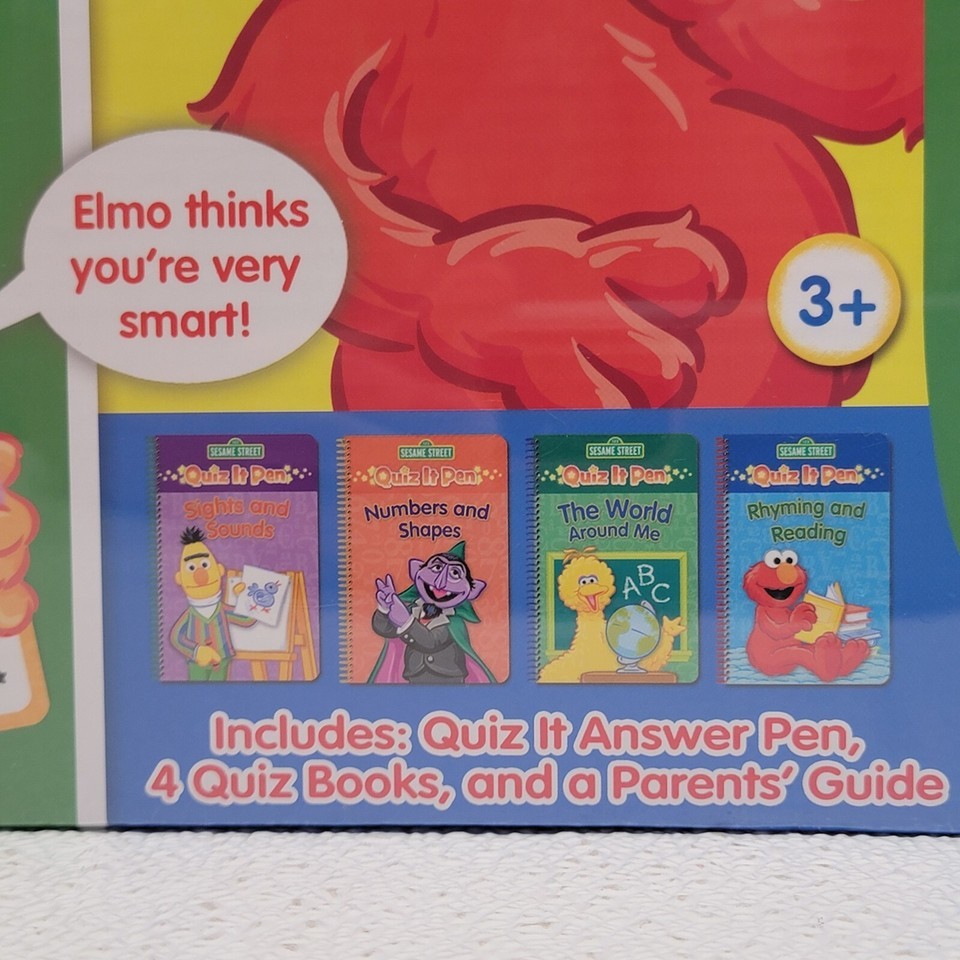 Elmo thinks
you're very
smart!
3+
SESAME STREET
Quiz It Pen
Sights and
Sounds
SESAME STREET
Quiz It Pen
Numbers and
Shapes
SESAME STREET
Quiz It Pen
The World
Around Me
A B C
SESAME STREET
Quiz It Pen
Rhyming and
Reading
Includes: Quiz It Answer Pen,
4 Quiz Books, and a Parents' Guide